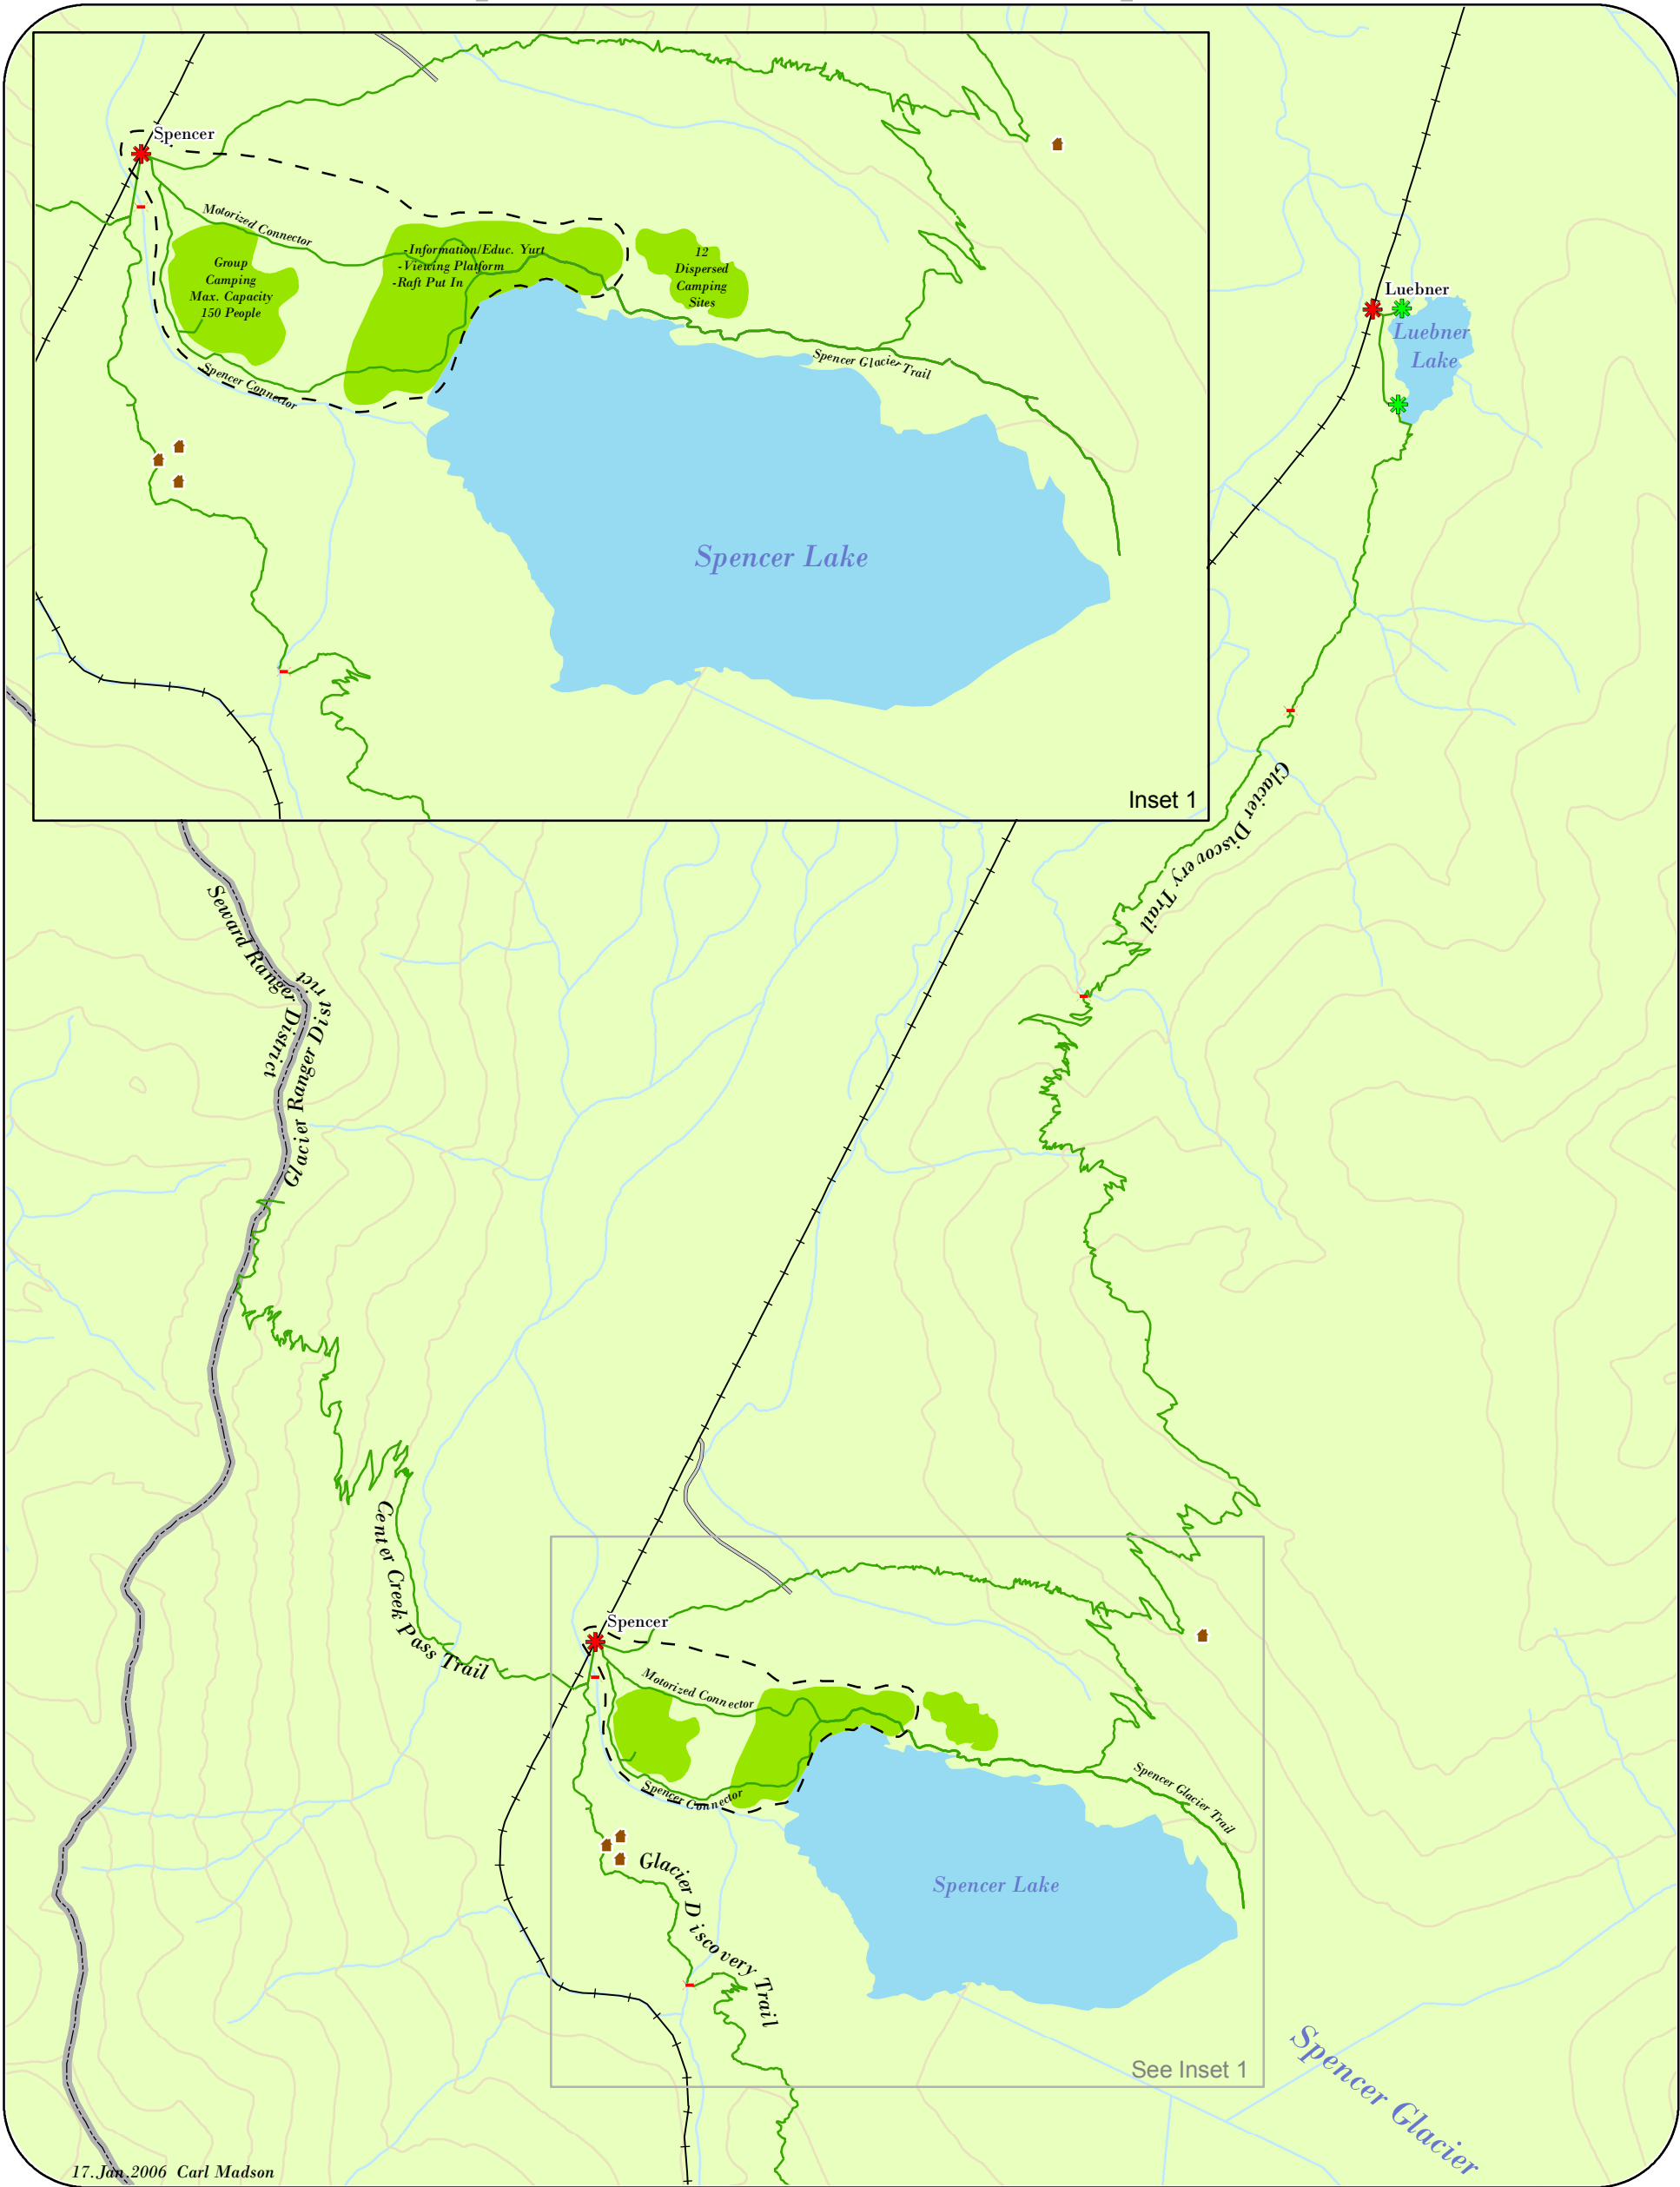 Spencer
Motorized Connector
Group
Camping
Max. Capacity
150 People
-Information/Educ. Yurt
-Viewing Platform
-Raft Put In
12
Dispersed
Camping
Sites
Spencer Connector
Spencer Glacier Trail
Spencer Lake
Inset 1
Luebner
Luebner
Lake
Glacier Discovery Trail
Seward Ranger District
Glacier Ranger District
Center Creek Pass Trail
Spencer
Motorized Connector
Spencer Connector
Spencer Glacier Trail
Glacier Discovery Trail
Spencer Lake
See Inset 1
Spencer Glacier
17.Jan.2006 Carl Madson